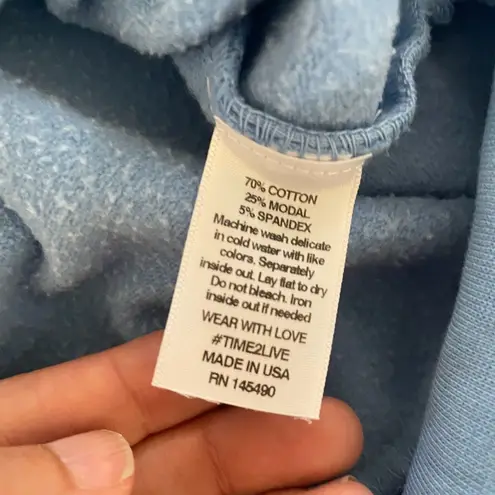 70% COTTON
25% MODAL
5% SPANDEX
Machine wash delicate
in cold water with like
colors. Separately
inside out. Lay flat to dry
Do not bleach. Iron
inside out if needed
WEAR WITH LOVE
#TIME2LIVE
MADE IN USA
RN 145490